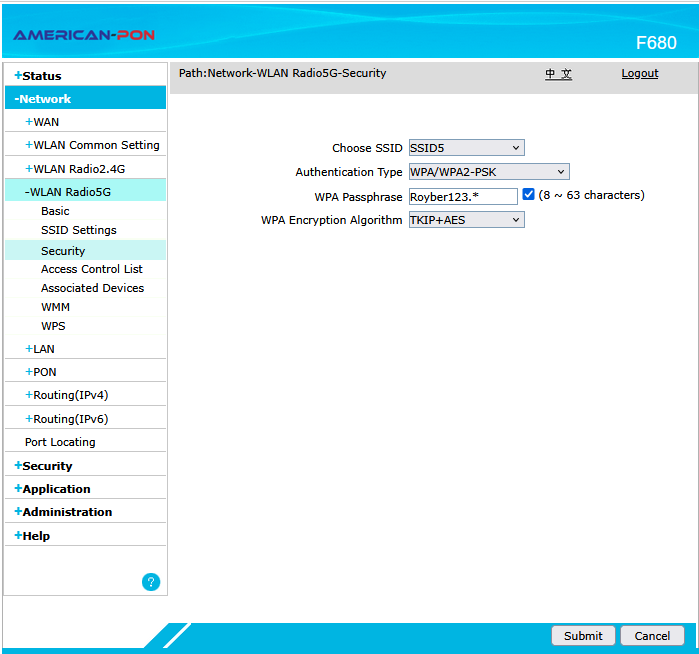 AMERICAN-PON
F680
+Status
-Network
+WAN
+WLAN Common Setting
+WLAN Radio2.4G
-WLAN Radio5G
Basic
SSID Settings
Security
Access Control List
Associated Devices
WMM
WPS
+LAN
+PON
+Routing(IPv4)
+Routing(IPv6)
Port Locating
+Security
+Application
+Administration
+Help
?
Path:Network-WLAN Radio5G-Security 中 文 Logout
Choose SSID SSID5
Authentication Type WPA/WPA2-PSK
WPA Passphrase Royber123.* (8 ~ 63 characters)
WPA Encryption Algorithm TKIP+AES
Submit Cancel